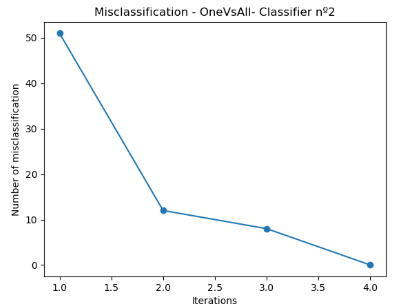 Misclassification - OneVsAll- Classifier nº2
Number of misclassification
50
40
30
20
10
0
1.0 1.5 2.0 2.5 3.0 3.5 4.0
Iterations